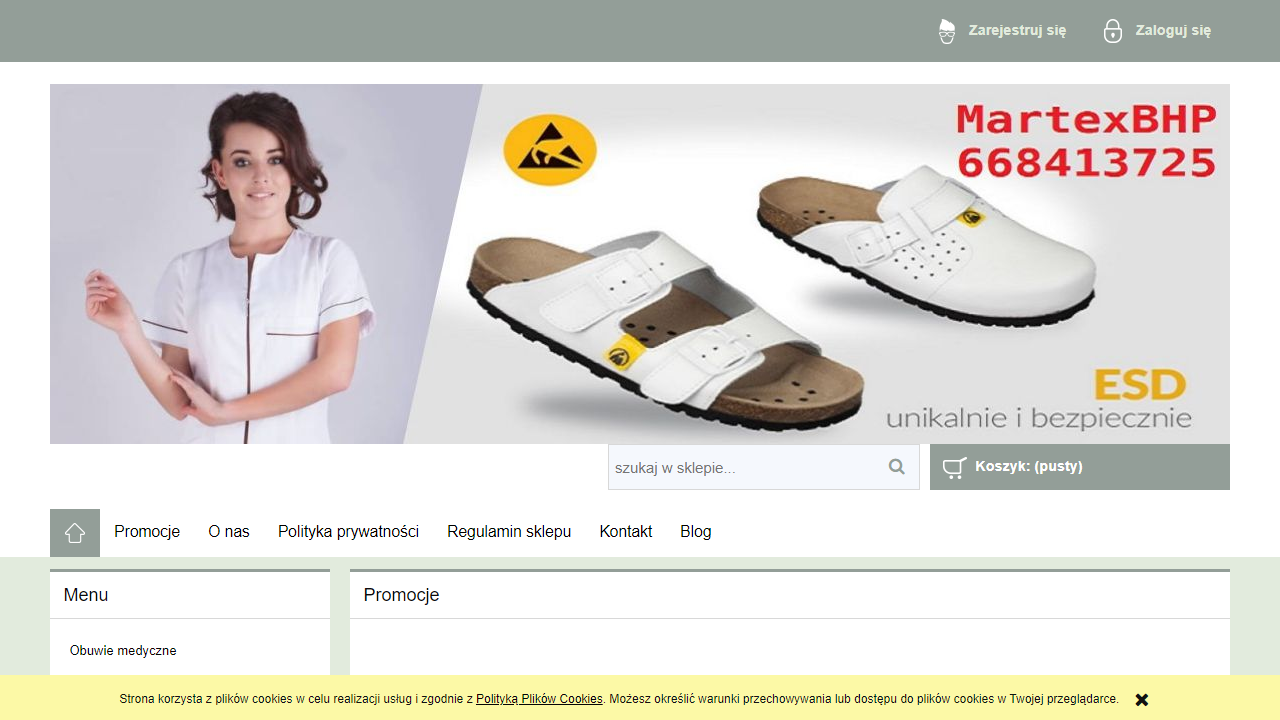 Zarejestruj się
Zaloguj się
MartexBHP
668413725
ESD
unikalnie i bezpiecznie
szukaj w sklepie...
Koszyk: (pusty)
Promocje O nas Polityka prywatności Regulamin sklepu Kontakt Blog
Menu
Promocje
Obuwie medyczne
Strona korzysta z plików cookies w celu realizacji usług i zgodnie z Polityką Plików Cookies. Możesz określić warunki przechowywania lub dostępu do plików cookies w Twojej przeglądarce.